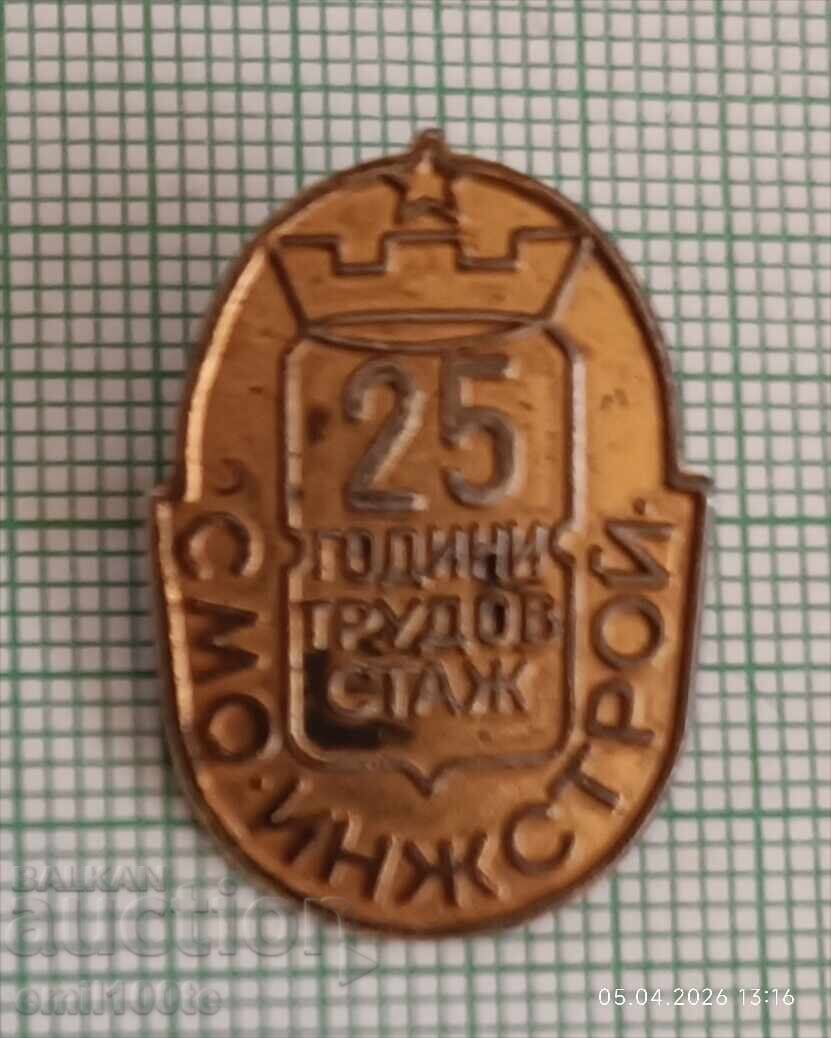 25
ГОДИНИ
ТРУДОВ
СТАЖ
СМО·ИНЖСТРОЙ·
BALKAN
auction
emil100te
05.04.2026 13:16